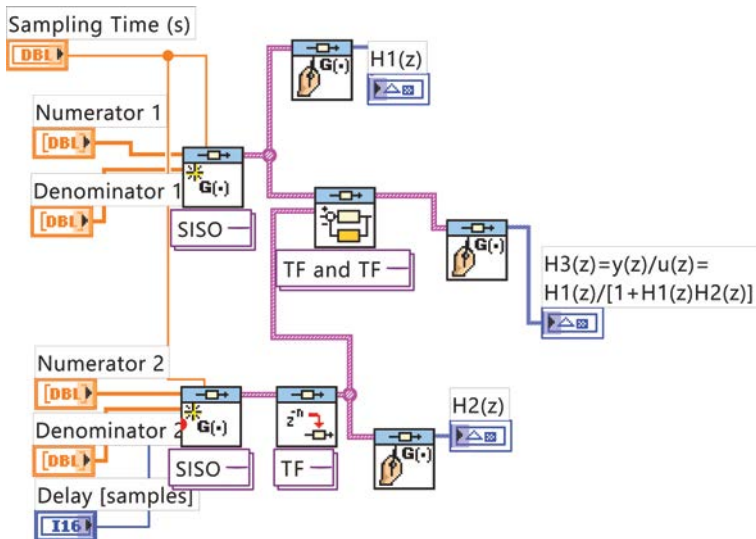 Sampling Time (s)
DBL
G(•)
H1(z)
Numerator 1
[DBL]
G(•)
Denominator 1
[DBL]
SISO
TF and TF
G(•)
H3(z)=y(z)/u(z)=
H1(z)/[1+H1(z)H2(z)]
Numerator 2
[DBL]
G(•)
z-n
H2(z)
Denominator 2
[DBL]
SISO
TF
G(•)
Delay [samples]
I16